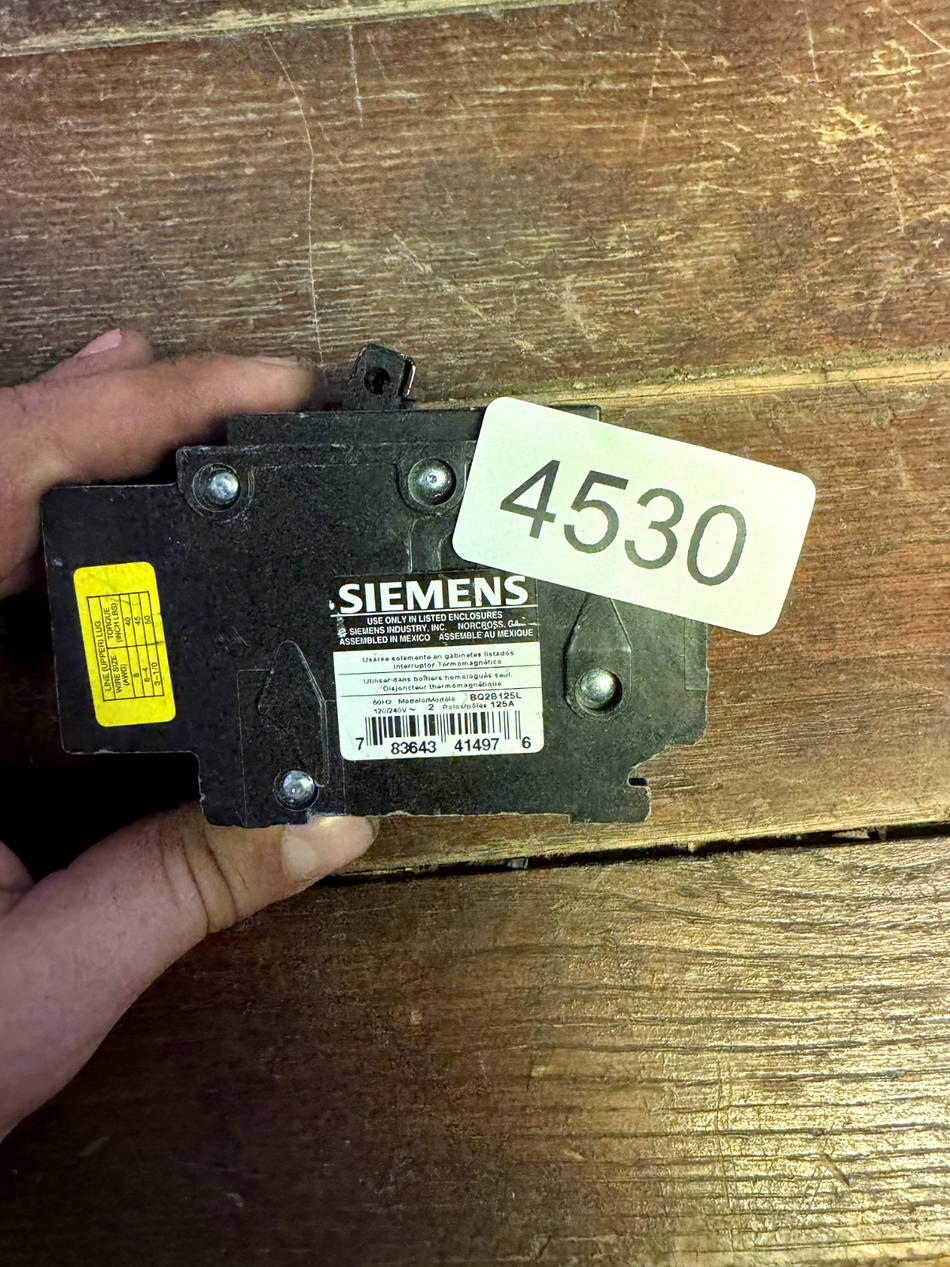 4530
SIEMENS
USE ONLY IN LISTED ENCLOSURES
SIEMENS INDUSTRY, INC. NORCROSS, GA
ASSEMBLED IN MEXICO ASSEMBLÉ AU MEXIQUE
Usarse solamente en gabinetes listados
Interruptor Termomagnético
Utiliser dans boîtiers homologués seul.
Disjoncteur thermomagnétique
60Hz Modelo/Modèle BQ2B125L
120/240V ~ 2 Polos/pôles 125A
7 83643 41497 6
LINE (UPPER) LUG
WIRE SIZE TORQUE
(AWG) (INCH LBS)
8 40
6-4 45
3-1/0 50